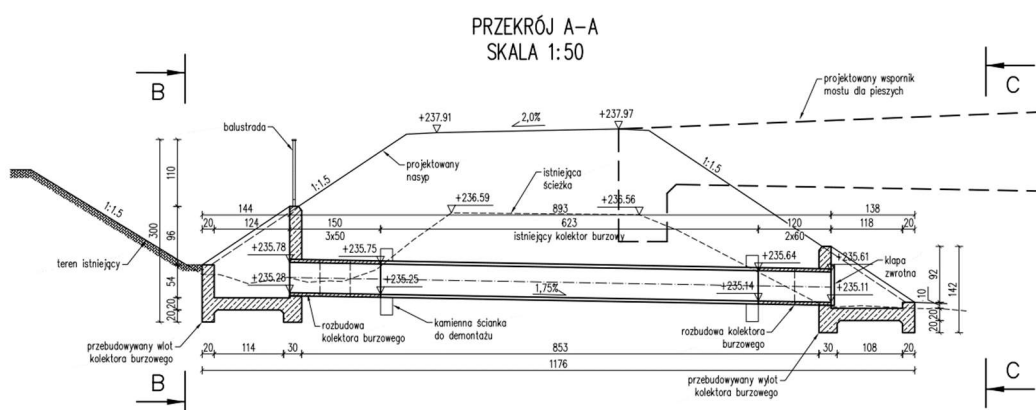 PRZEKRÓJ A-A
SKALA 1:50
B
C
projektowany wspornik
mostu dla pieszych
balustrada
+237.91
2,0%
+237.97
projektowany
nasyp
1:1.5
1:1.5
1:1.5
istniejąca
ścieżka
+236.59
+236.56
110
300
96
54
20
20
144
893
138
20
124
150
623
120
118
20
3x50
istniejący kolektor burzowy
2x60
teren istniejący
+235.78
+235.75
+235.64
+235.61
klapa
zwrotna
+235.28
+235.25
1,75%
+235.14
+235.11
92
10
142
20
20
rozbudowa
kolektora burzowego
kamienna ścianka
do demontażu
rozbudowa kolektora
burzowego
przebudowywany wlot
kolektora burzowego
20
114
30
853
30
108
20
1176
przebudowywany wylot
kolektora burzowego
B
C